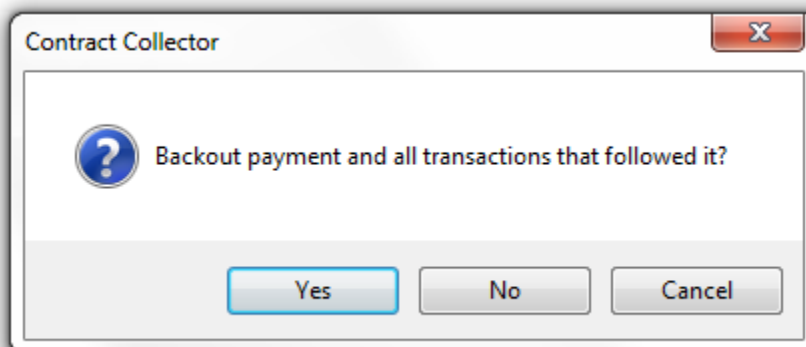 Contract Collector
Backout payment and all transactions that followed it?
Yes No Cancel